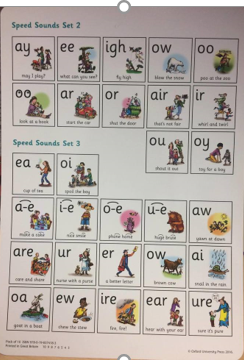 Speed Sounds Set 2
ay ee igh ow oo
may I play? what can you see? fly high blow the snow poo at the zoo
oo ar or air ir
look at a book start the car shut the door that's not fair whirl and twirl
ou oy
shout it out toy for a boy
Speed Sounds Set 3
ea oi
cup of tea spoil the boy
a-e i-e o-e u-e aw
make a cake nice smile phone home huge brute yawn at dawn
are ur er ow ai
care and share nurse with a purse a better letter brown cow snail in the rain
oa ew ire ear ure
goat in a boat chew the stew fire, fire! hear with your ear sure it's pure
© Oxford University Press